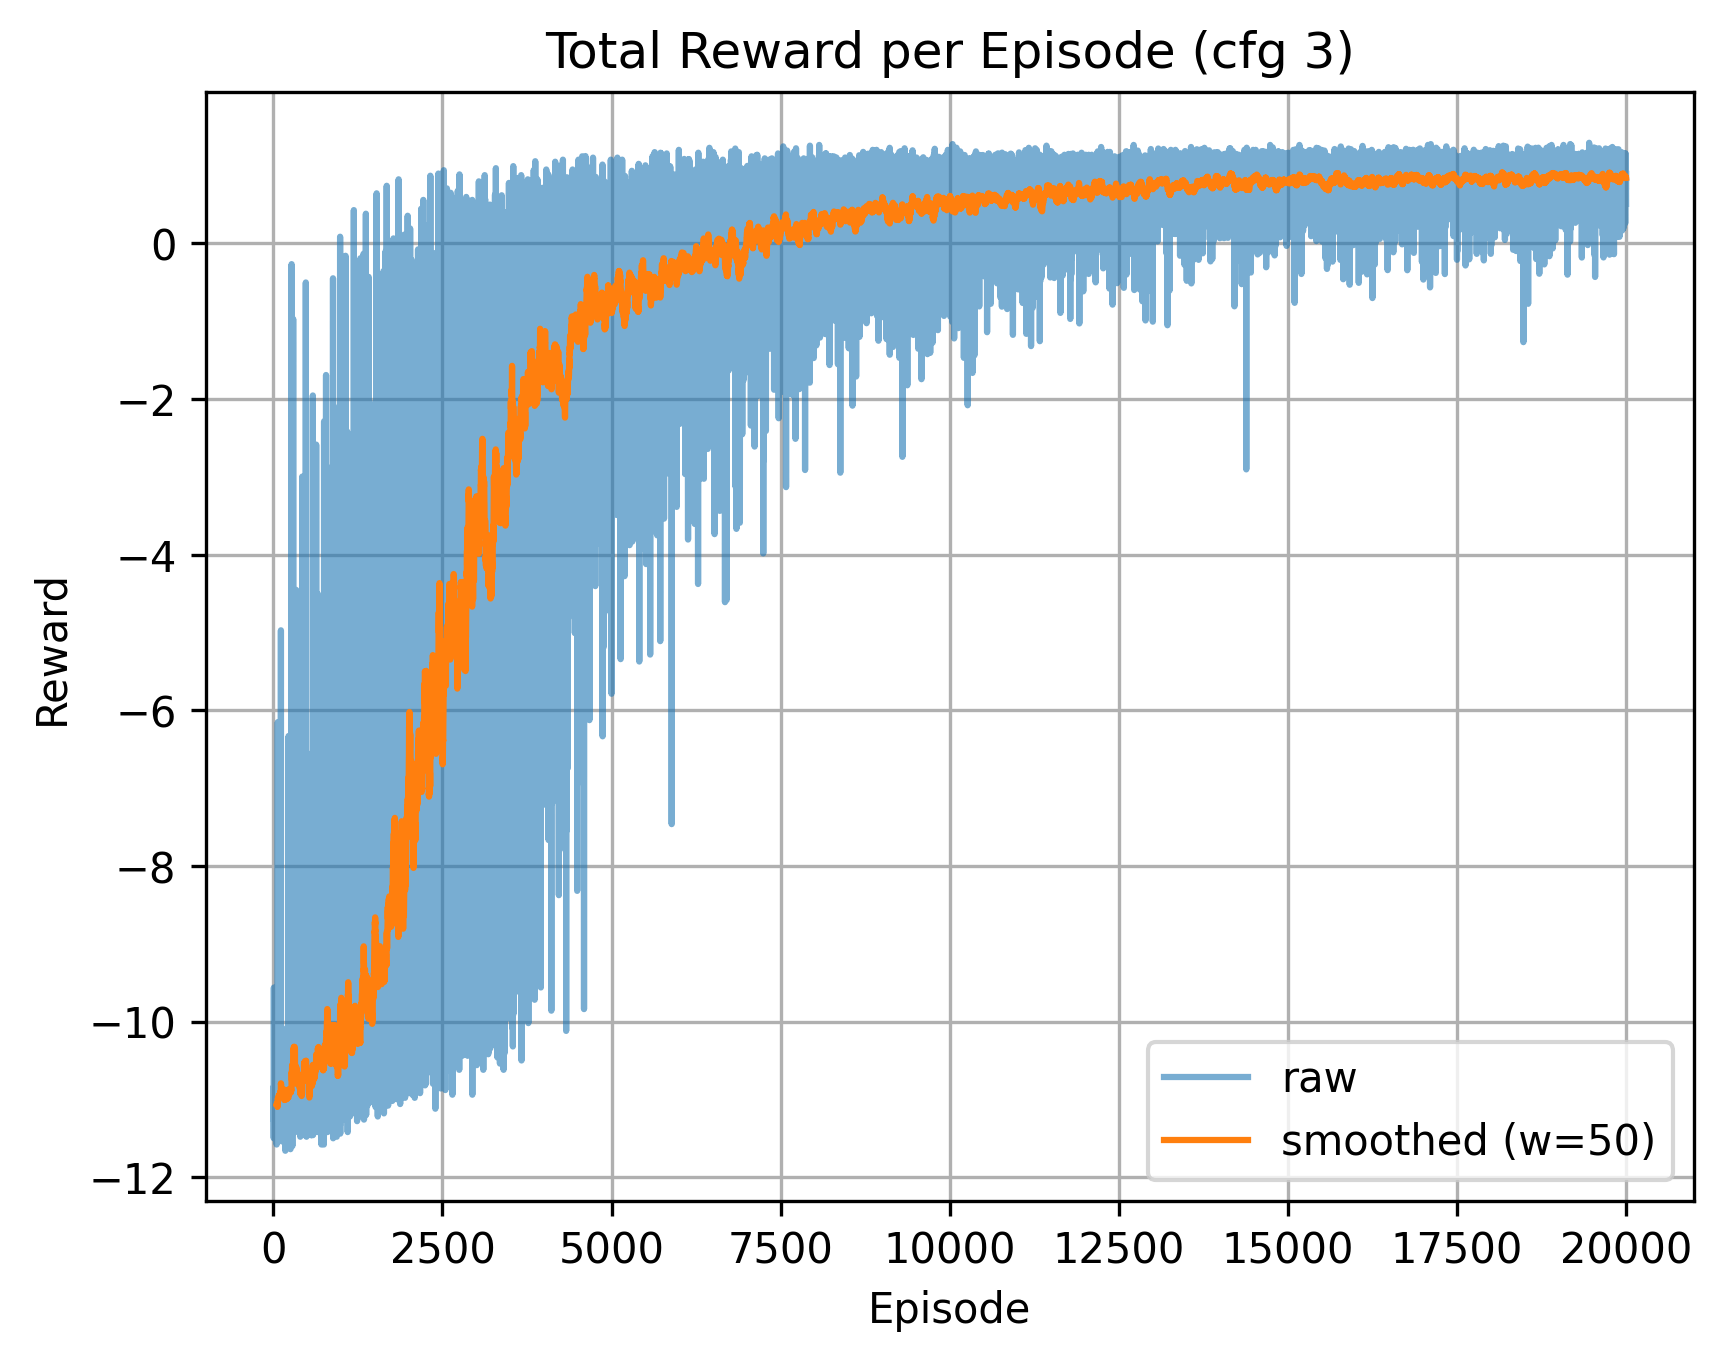 Total Reward per Episode (cfg 3)
Reward
0
−2
−4
−6
−8
−10
−12
raw
smoothed (w=50)
0 2500 5000 7500 10000 12500 15000 17500 20000
Episode